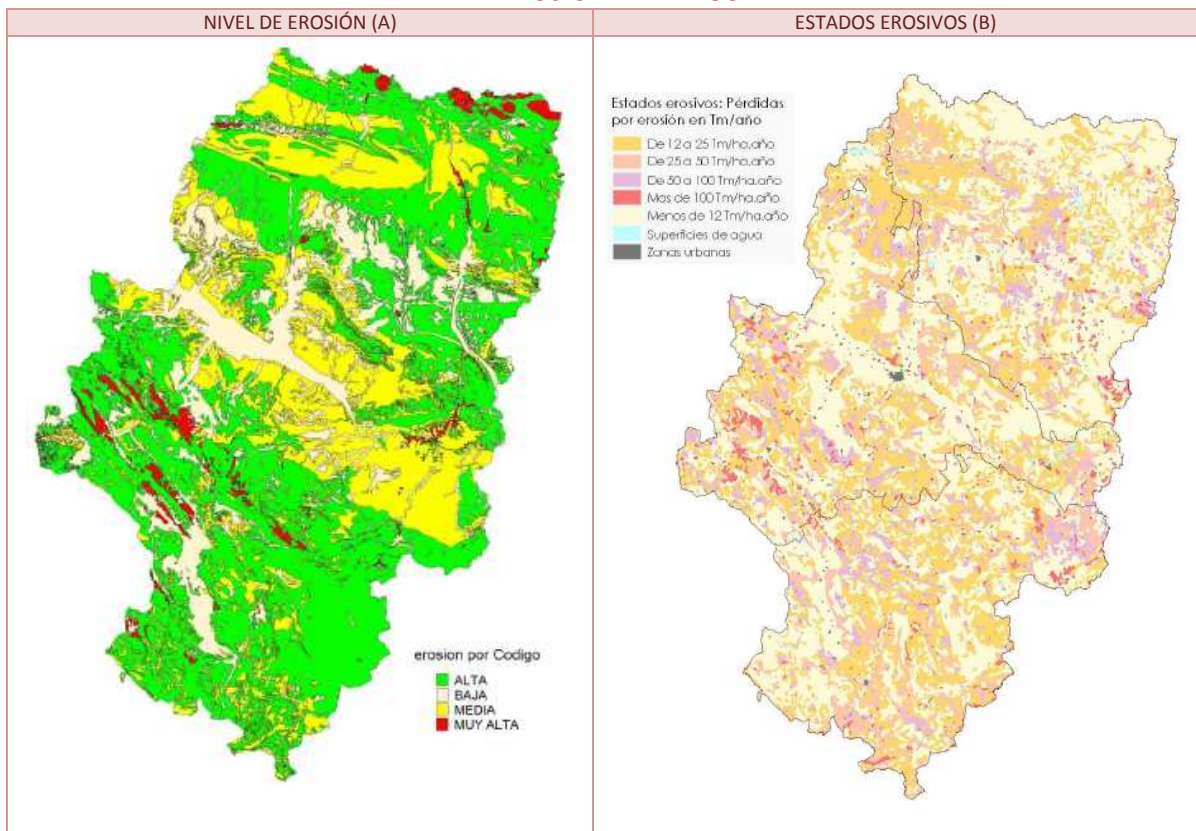 NIVEL DE EROSIÓN (A)
ESTADOS EROSIVOS (B)
erosion por Codigo
ALTA
BAJA
MEDIA
MUY ALTA
Estados erosivos: Pérdidas
por erosión en Tm/año
De 12 a 25 Tm/ha.año
De 25 a 50 Tm/ha.año
De 50 a 100 Tm/ha.año
Mas de 100 Tm/ha.año
Menos de 12 Tm/ha.año
Superficies de agua
Zonas urbanas